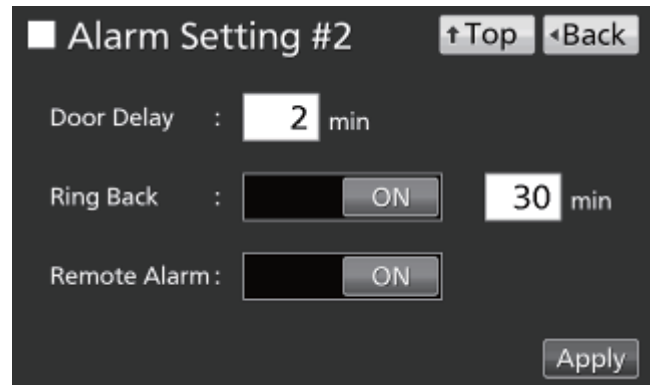 Alarm Setting #2 ↑Top ◂Back
Door Delay : 2 min
Ring Back : ON 30 min
Remote Alarm : ON
Apply